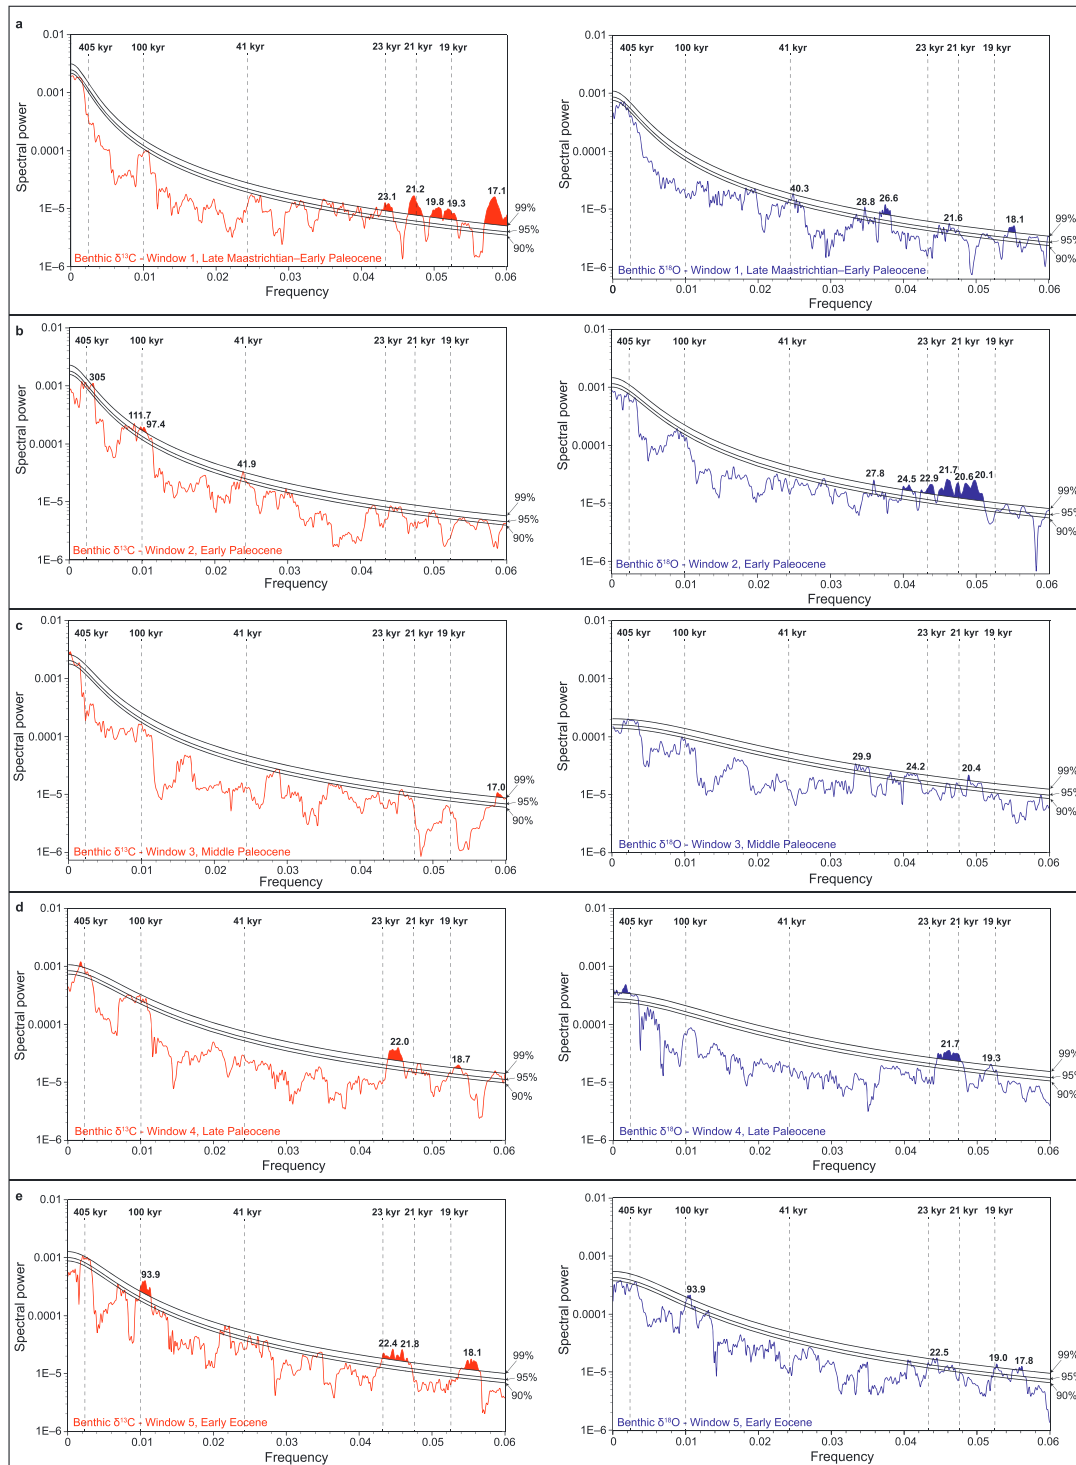 a
405 kyr 100 kyr 41 kyr 23 kyr 21 kyr 19 kyr
0.01
0.001
0.0001
1E–5
1E–6
Spectral power
23.1 21.2 19.8 19.3 17.1
99%
95%
90%
Benthic δ¹³C - Window 1, Late Maastrichtian–Early Paleocene
0 0.01 0.02 0.03 0.04 0.05 0.06
Frequency
405 kyr 100 kyr 41 kyr 23 kyr 21 kyr 19 kyr
0.01
0.001
0.0001
1E–5
1E–6
Spectral power
40.3 28.8 26.6 21.6 18.1
99%
95%
90%
Benthic δ¹⁸O - Window 1, Late Maastrichtian–Early Paleocene
0 0.01 0.02 0.03 0.04 0.05 0.06
Frequency
b
405 kyr 100 kyr 41 kyr 23 kyr 21 kyr 19 kyr
0.01
0.001
0.0001
1E–5
1E–6
Spectral power
305 111.7 97.4 41.9
99%
95%
90%
Benthic δ¹³C - Window 2, Early Paleocene
0 0.01 0.02 0.03 0.04 0.05 0.06
Frequency
405 kyr 100 kyr 41 kyr 23 kyr 21 kyr 19 kyr
0.01
0.001
0.0001
1E–5
1E–6
Spectral power
27.8 24.5 22.9 21.7 20.6 20.1
99%
95%
90%
Benthic δ¹⁸O - Window 2, Early Paleocene
0 0.01 0.02 0.03 0.04 0.05 0.06
Frequency
c
405 kyr 100 kyr 41 kyr 23 kyr 21 kyr 19 kyr
0.01
0.001
0.0001
1E–5
1E–6
Spectral power
17.0
99%
95%
90%
Benthic δ¹³C - Window 3, Middle Paleocene
0 0.01 0.02 0.03 0.04 0.05 0.06
Frequency
405 kyr 100 kyr 41 kyr 23 kyr 21 kyr 19 kyr
0.01
0.001
0.0001
1E–5
1E–6
Spectral power
29.9 24.2 20.4
99%
95%
90%
Benthic δ¹⁸O - Window 3, Middle Paleocene
0 0.01 0.02 0.03 0.04 0.05 0.06
Frequency
d
405 kyr 100 kyr 41 kyr 23 kyr 21 kyr 19 kyr
0.01
0.001
0.0001
1E–5
1E–6
Spectral power
22.0 18.7
99%
95%
90%
Benthic δ¹³C - Window 4, Late Paleocene
0 0.01 0.02 0.03 0.04 0.05 0.06
Frequency
405 kyr 100 kyr 41 kyr 23 kyr 21 kyr 19 kyr
0.01
0.001
0.0001
1E–5
1E–6
Spectral power
21.7 19.3
99%
95%
90%
Benthic δ¹⁸O - Window 4, Late Paleocene
0 0.01 0.02 0.03 0.04 0.05 0.06
Frequency
e
405 kyr 100 kyr 41 kyr 23 kyr 21 kyr 19 kyr
0.01
0.001
0.0001
1E–5
1E–6
Spectral power
93.9 22.4 21.8 18.1
99%
95%
90%
Benthic δ¹³C - Window 5, Early Eocene
0 0.01 0.02 0.03 0.04 0.05 0.06
Frequency
405 kyr 100 kyr 41 kyr 23 kyr 21 kyr 19 kyr
0.01
0.001
0.0001
1E–5
1E–6
Spectral power
93.9 22.5 19.0 17.8
99%
95%
90%
Benthic δ¹⁸O - Window 5, Early Eocene
0 0.01 0.02 0.03 0.04 0.05 0.06
Frequency